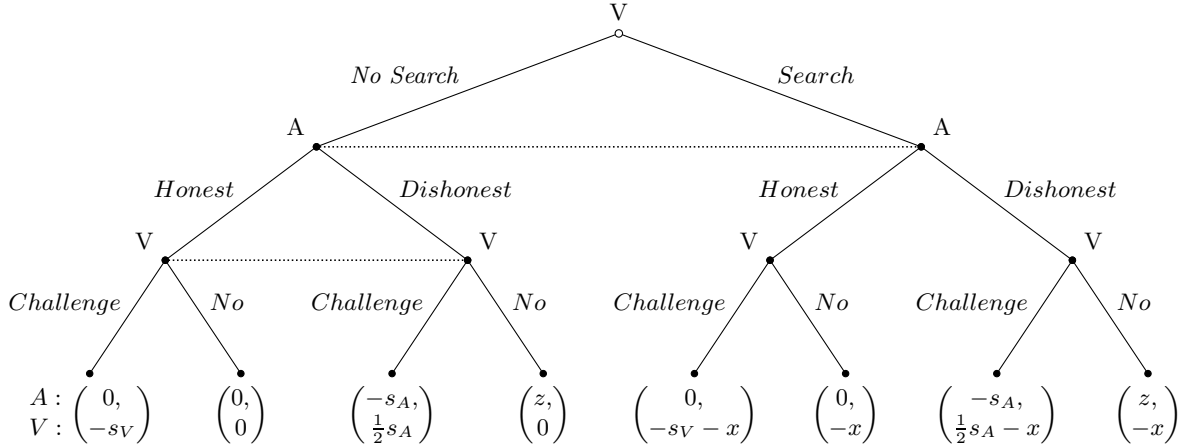 V
No Search
Search
A
A
Honest
Dishonest
Honest
Dishonest
V
V
V
V
Challenge
No
Challenge
No
Challenge
No
Challenge
No
A : ( 0, ) ( 0, ) ( −s_A, ) ( z, ) ( 0, ) ( 0, ) ( −s_A, ) ( z, )
V : ( −s_V ) ( 0 ) ( ½s_A ) ( 0 ) ( −s_V − x ) ( −x ) ( ½s_A − x ) ( −x )